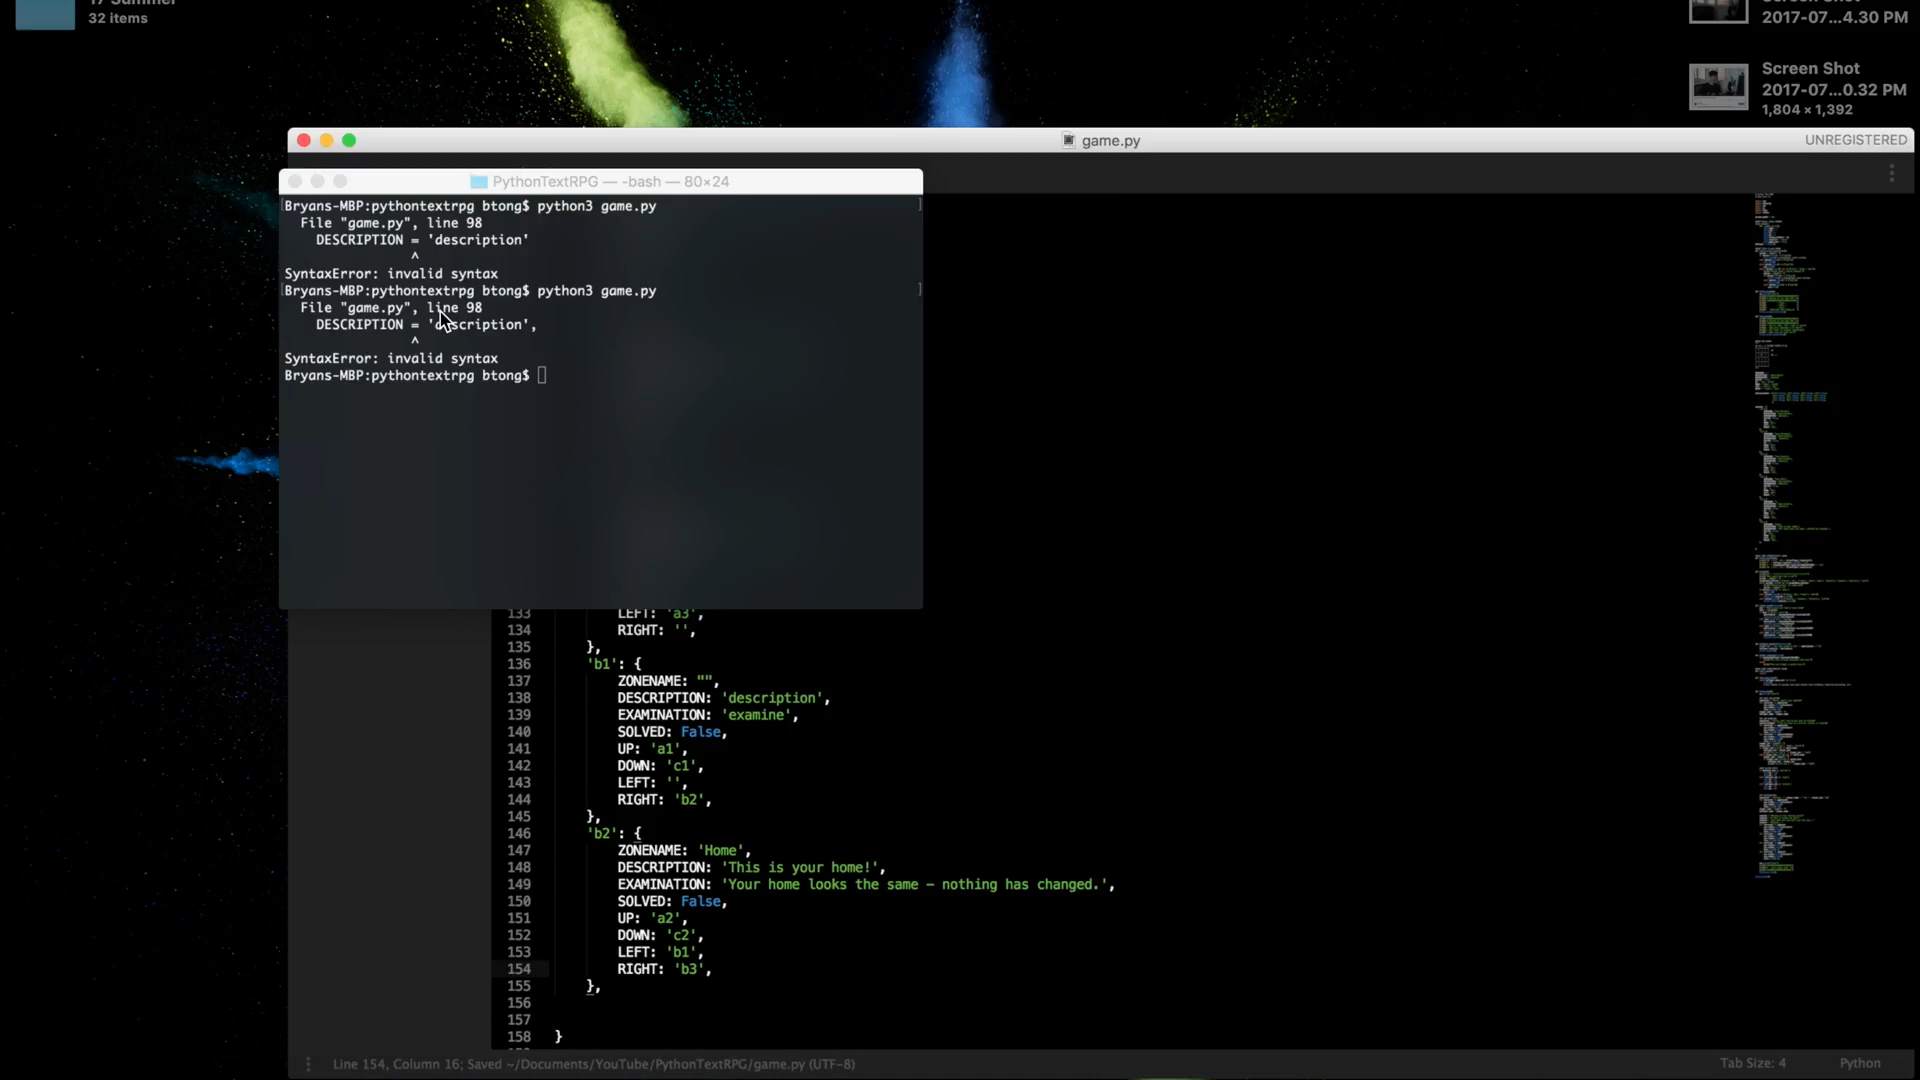 32 items
2017-07...4.30 PM
Screen Shot
2017-07...0.32 PM
1,804 × 1,392
game.py
UNREGISTERED
PythonTextRPG — -bash — 80×24
Bryans-MBP:pythontextrpg btong$ python3 game.py
File "game.py", line 98
DESCRIPTION = 'description'
^
SyntaxError: invalid syntax
Bryans-MBP:pythontextrpg btong$ python3 game.py
File "game.py", line 98
DESCRIPTION = 'description',
^
SyntaxError: invalid syntax
Bryans-MBP:pythontextrpg btong$
133 LEFT: 'a3',
134 RIGHT: '',
135 },
136 'b1': {
137 ZONENAME: "",
138 DESCRIPTION: 'description',
139 EXAMINATION: 'examine',
140 SOLVED: False,
141 UP: 'a1',
142 DOWN: 'c1',
143 LEFT: '',
144 RIGHT: 'b2',
145 },
146 'b2': {
147 ZONENAME: 'Home',
148 DESCRIPTION: 'This is your home!',
149 EXAMINATION: 'Your home looks the same – nothing has changed.',
150 SOLVED: False,
151 UP: 'a2',
152 DOWN: 'c2',
153 LEFT: 'b1',
154 RIGHT: 'b3',
155 },
156
157
158 }
Line 154, Column 16; Saved ~/Documents/YouTube/PythonTextRPG/game.py (UTF-8)
Tab Size: 4
Python